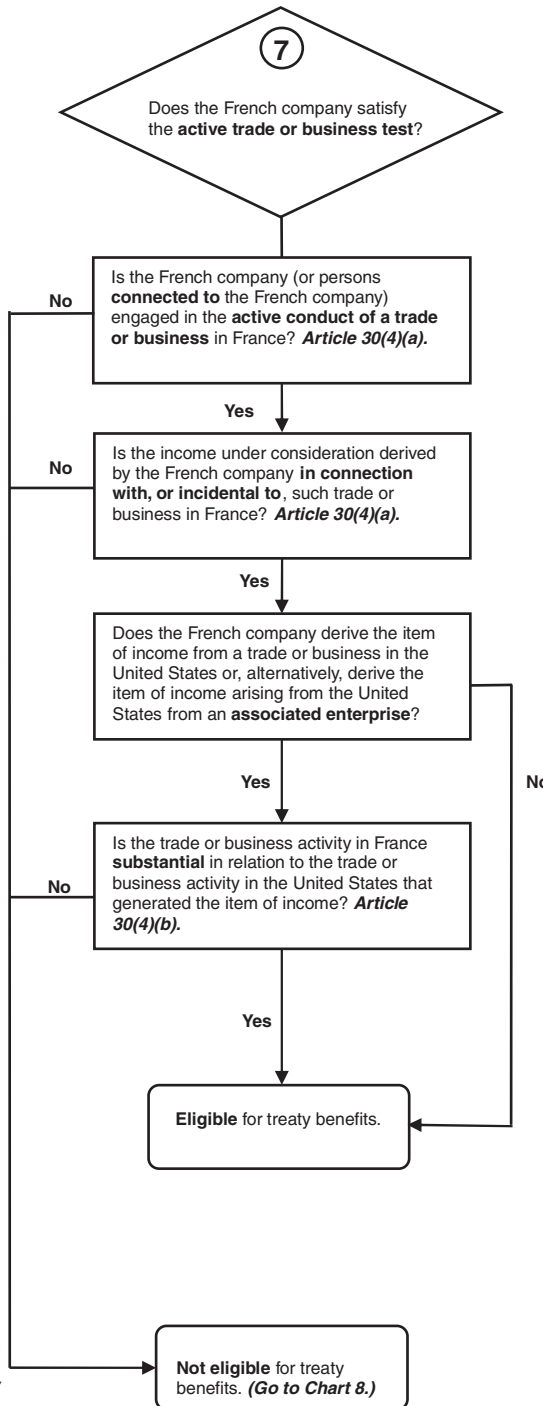 7
Does the French company satisfy
the active trade or business test?
Is the French company (or persons
connected to the French company)
engaged in the active conduct of a trade
or business in France? Article 30(4)(a).
No
Yes
Is the income under consideration derived
by the French company in connection
with, or incidental to, such trade or
business in France? Article 30(4)(a).
No
Yes
Does the French company derive the item
of income from a trade or business in the
United States or, alternatively, derive the
item of income arising from the United
States from an associated enterprise?
Yes
No
Is the trade or business activity in France
substantial in relation to the trade or
business activity in the United States that
generated the item of income? Article
30(4)(b).
No
Yes
Eligible for treaty benefits.
Not eligible for treaty
benefits. (Go to Chart 8.)